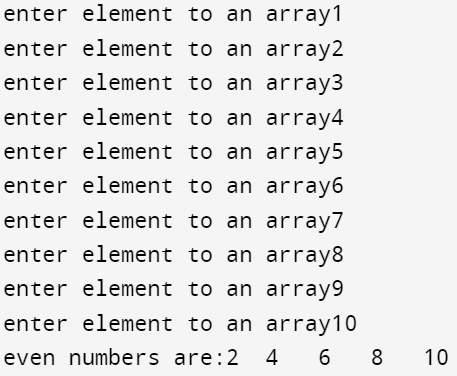 enter element to an array1
enter element to an array2
enter element to an array3
enter element to an array4
enter element to an array5
enter element to an array6
enter element to an array7
enter element to an array8
enter element to an array9
enter element to an array10
even numbers are:2  4   6   8   10